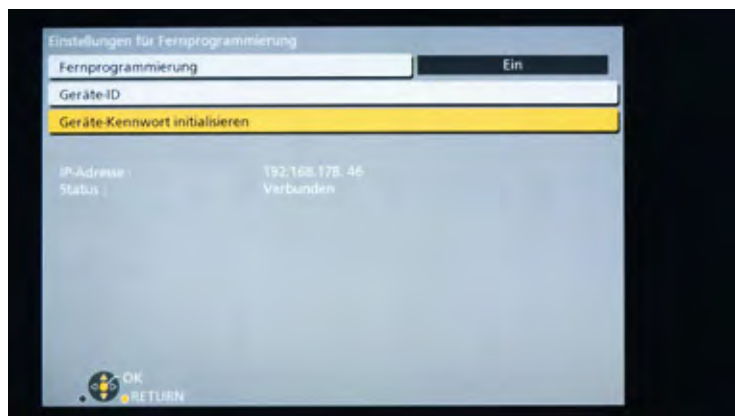 Einstellungen für Fernprogrammierung
Fernprogrammierung Ein
Geräte-ID
Geräte-Kennwort initialisieren
IP-Adresse : 192.168.178. 46
Status : Verbunden
OK
RETURN